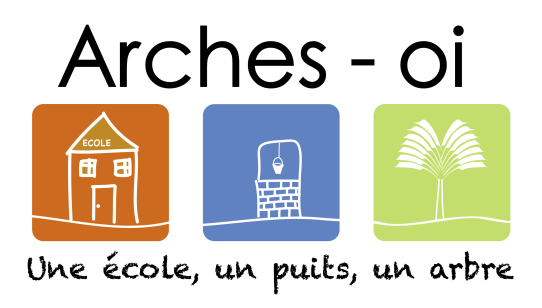 Arches - oi
ECOLE
Une école, un puits, un arbre